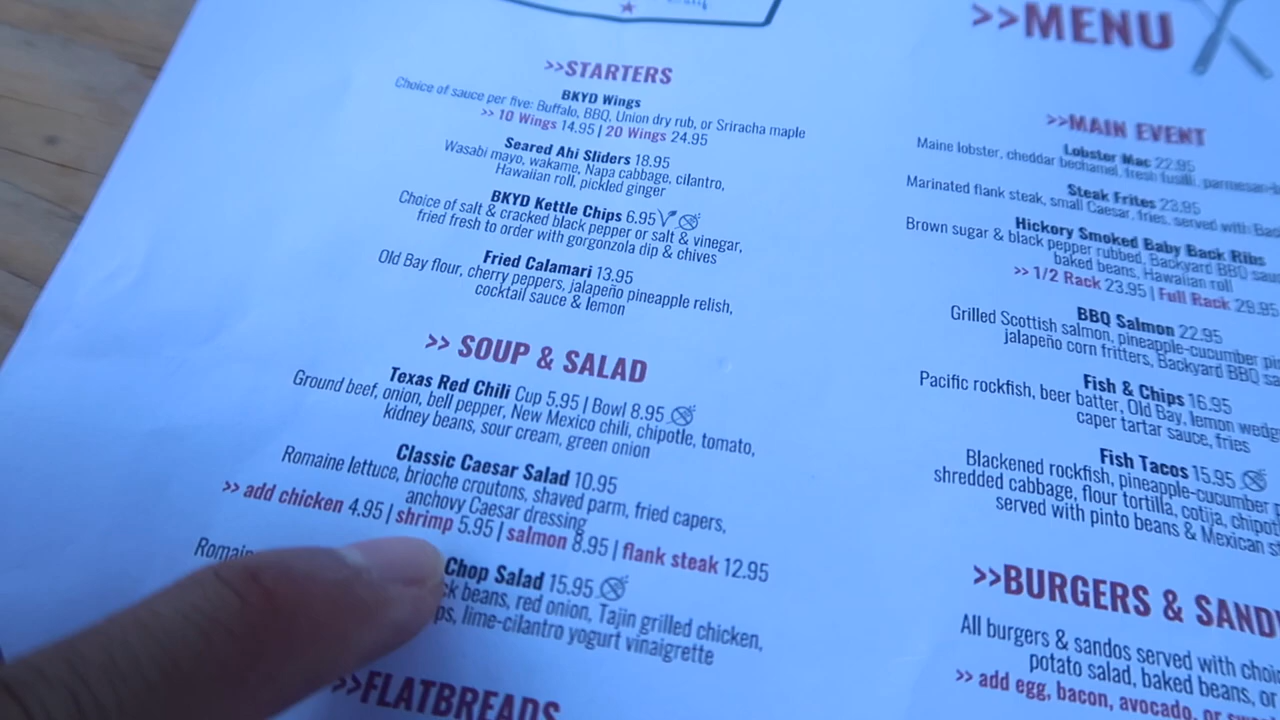 >>STARTERS
BKYD Wings
Choice of sauce per five: Buffalo, BBQ, Union dry rub, or Sriracha maple
>> 10 Wings 14.95 | 20 Wings 24.95
Seared Ahi Sliders 18.95
Wasabi mayo, wakame, Napa cabbage, cilantro,
Hawaiian roll, pickled ginger
BKYD Kettle Chips 6.95
Choice of salt & cracked black pepper or salt & vinegar,
fried fresh to order with gorgonzola dip & chives
Fried Calamari 13.95
Old Bay flour, cherry peppers, jalapeño pineapple relish,
cocktail sauce & lemon
>> SOUP & SALAD
Texas Red Chili Cup 5.95 | Bowl 8.95
Ground beef, onion, bell pepper, New Mexico chili, chipotle, tomato,
kidney beans, sour cream, green onion
Classic Caesar Salad 10.95
Romaine lettuce, brioche croutons, shaved parm, fried capers,
anchovy Caesar dressing
>> add chicken 4.95 | shrimp 5.95 | salmon 8.95 | flank steak 12.95
Chop Salad 15.95
beans, red onion, Tajin grilled chicken,
lime-cilantro yogurt vinaigrette
>>FLATBREADS
>>MENU
>>MAIN EVENT
Lobster Mac 22.95
Maine lobster, cheddar bechamel, fresh fusilli,
Steak Frites 23.95
Marinated flank steak, small Caesar, fries, served with
Hickory Smoked Baby Back Ribs
Brown sugar & black pepper rubbed, Backyard BBQ
baked beans, Hawaiian roll
>> 1/2 Rack 23.95 | Full Rack 29.95
BBQ Salmon 22.95
Grilled Scottish salmon, pineapple-cucumber
jalapeño corn fritters, Backyard BBQ
Fish & Chips 16.95
Pacific rockfish, beer batter, Old Bay, lemon
caper tartar sauce, fries
Fish Tacos 15.95
Blackened rockfish, pineapple-cucumber
shredded cabbage, flour tortilla, cotija,
served with pinto beans & Mexican
>>BURGERS &
All burgers & sandos served with
potato salad, baked beans, or
>> add egg, bacon, avocado, or